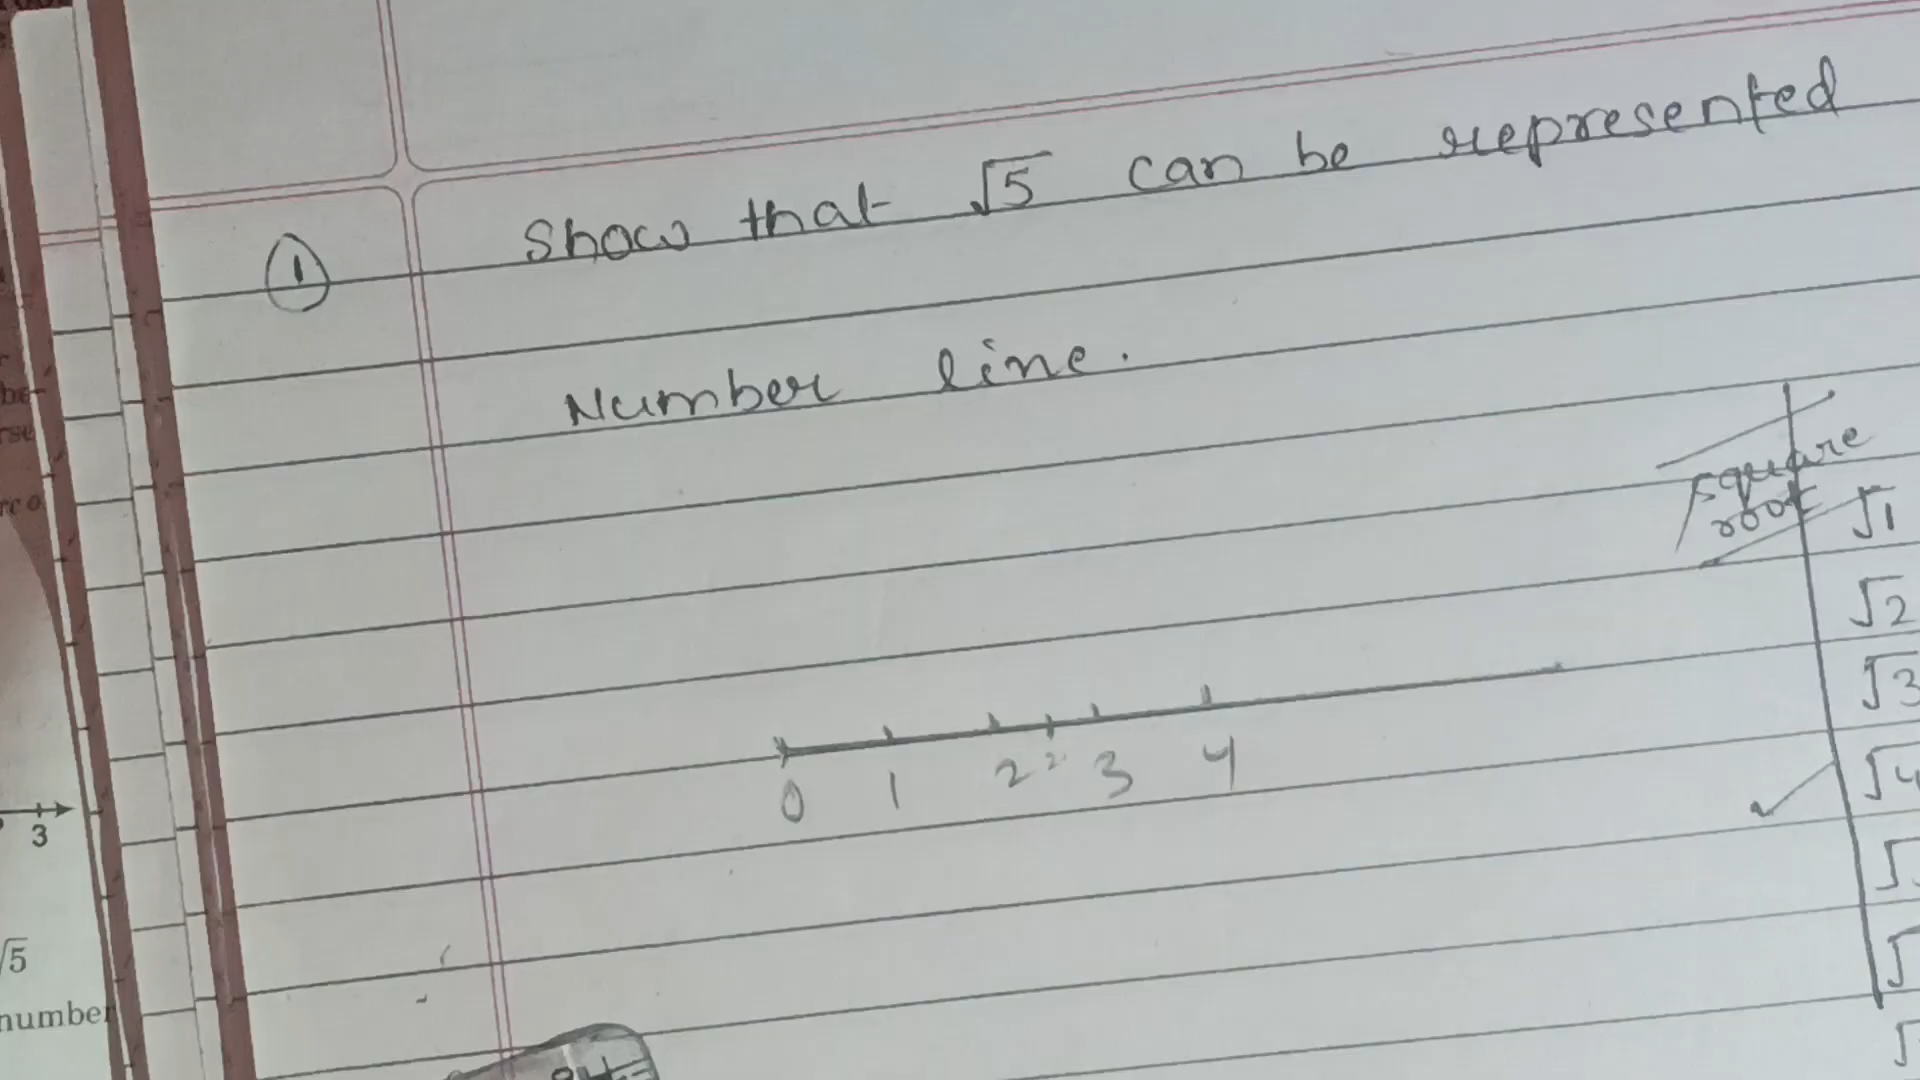 ① Show that √5 can be represented
Number line.
square
root
√1
√2
√3
√4
0 1 2 3 4
3
√5
number